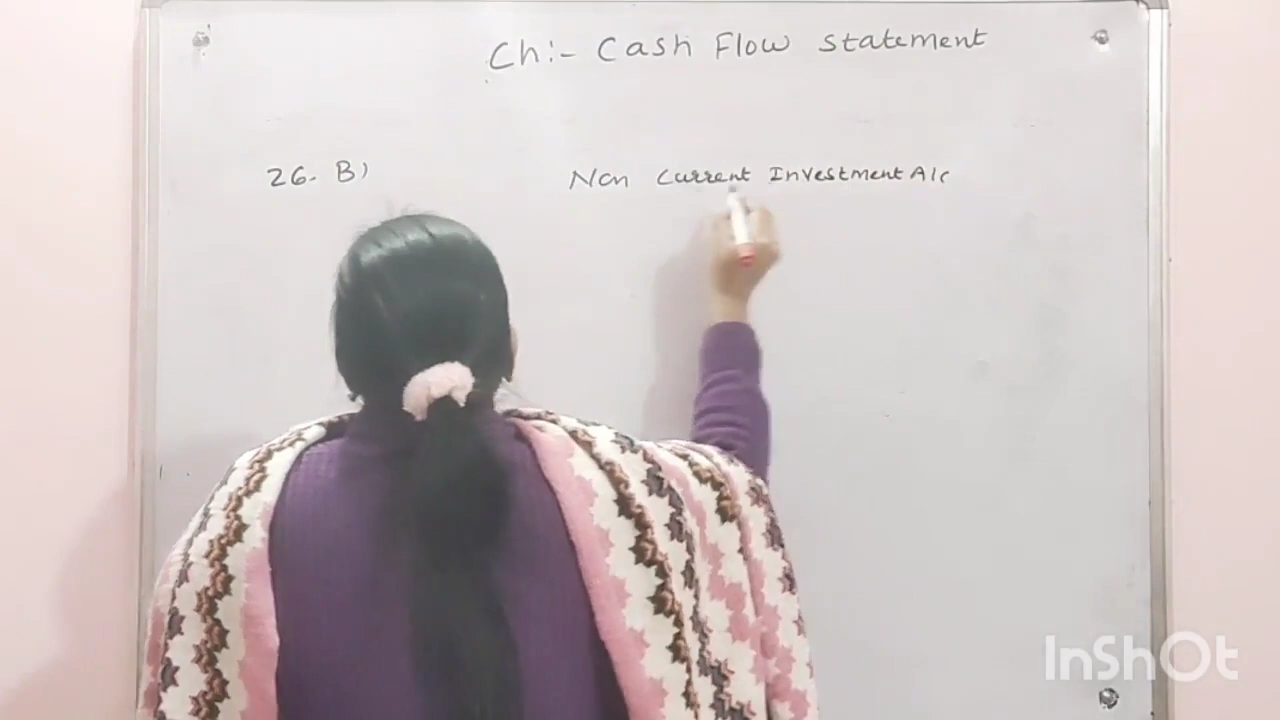 Ch:- Cash Flow Statement
26. B) Non Current Investment A/c
InShOt